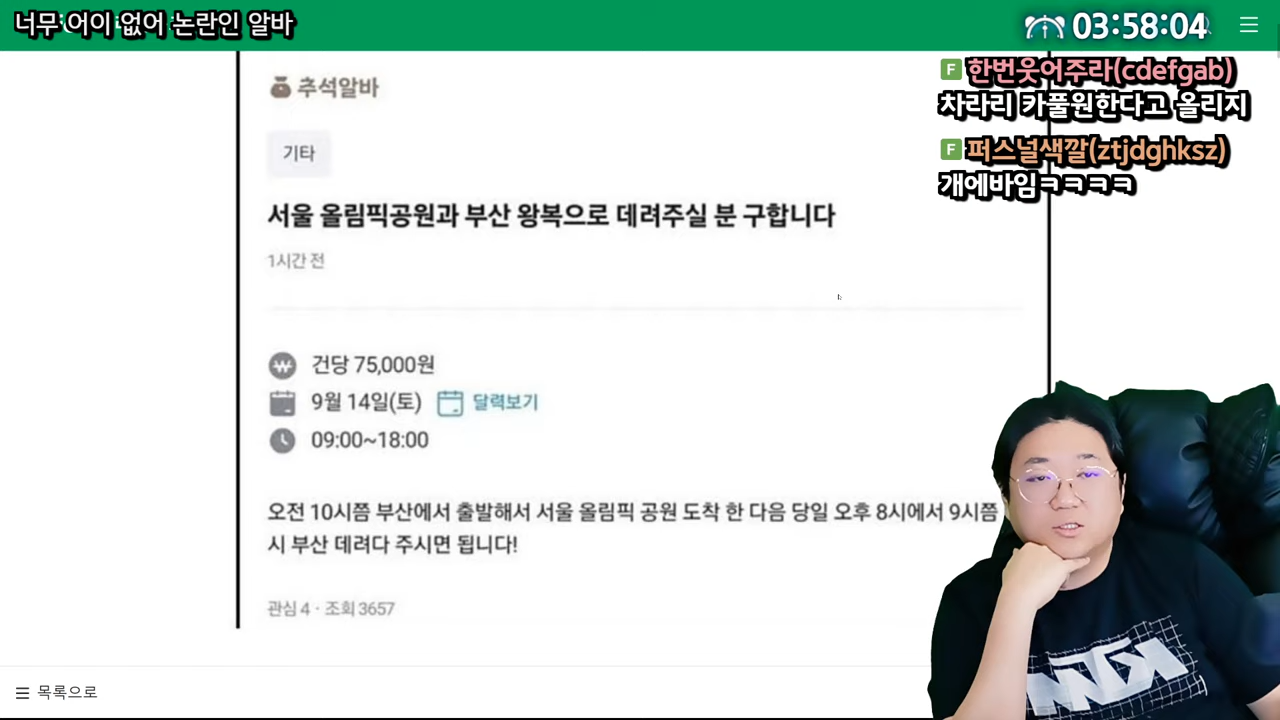 너무 어이 없어 논란인 알바
03:58:04
한번웃어주라(cdefgab)
차라리 카풀원한다고 올리지
퍼스널색깔(ztjdghksz)
개에바임ㅋㅋㅋㅋ
추석알바
기타
서울 올림픽공원과 부산 왕복으로 데려주실 분 구합니다
1시간 전
건당 75,000원
9월 14일(토) 달력보기
09:00~18:00
오전 10시쯤 부산에서 출발해서 서울 올림픽 공원 도착 한 다음 당일 오후 8시에서 9시쯤
시 부산 데려다 주시면 됩니다!
관심 4 · 조회 3657
목록으로